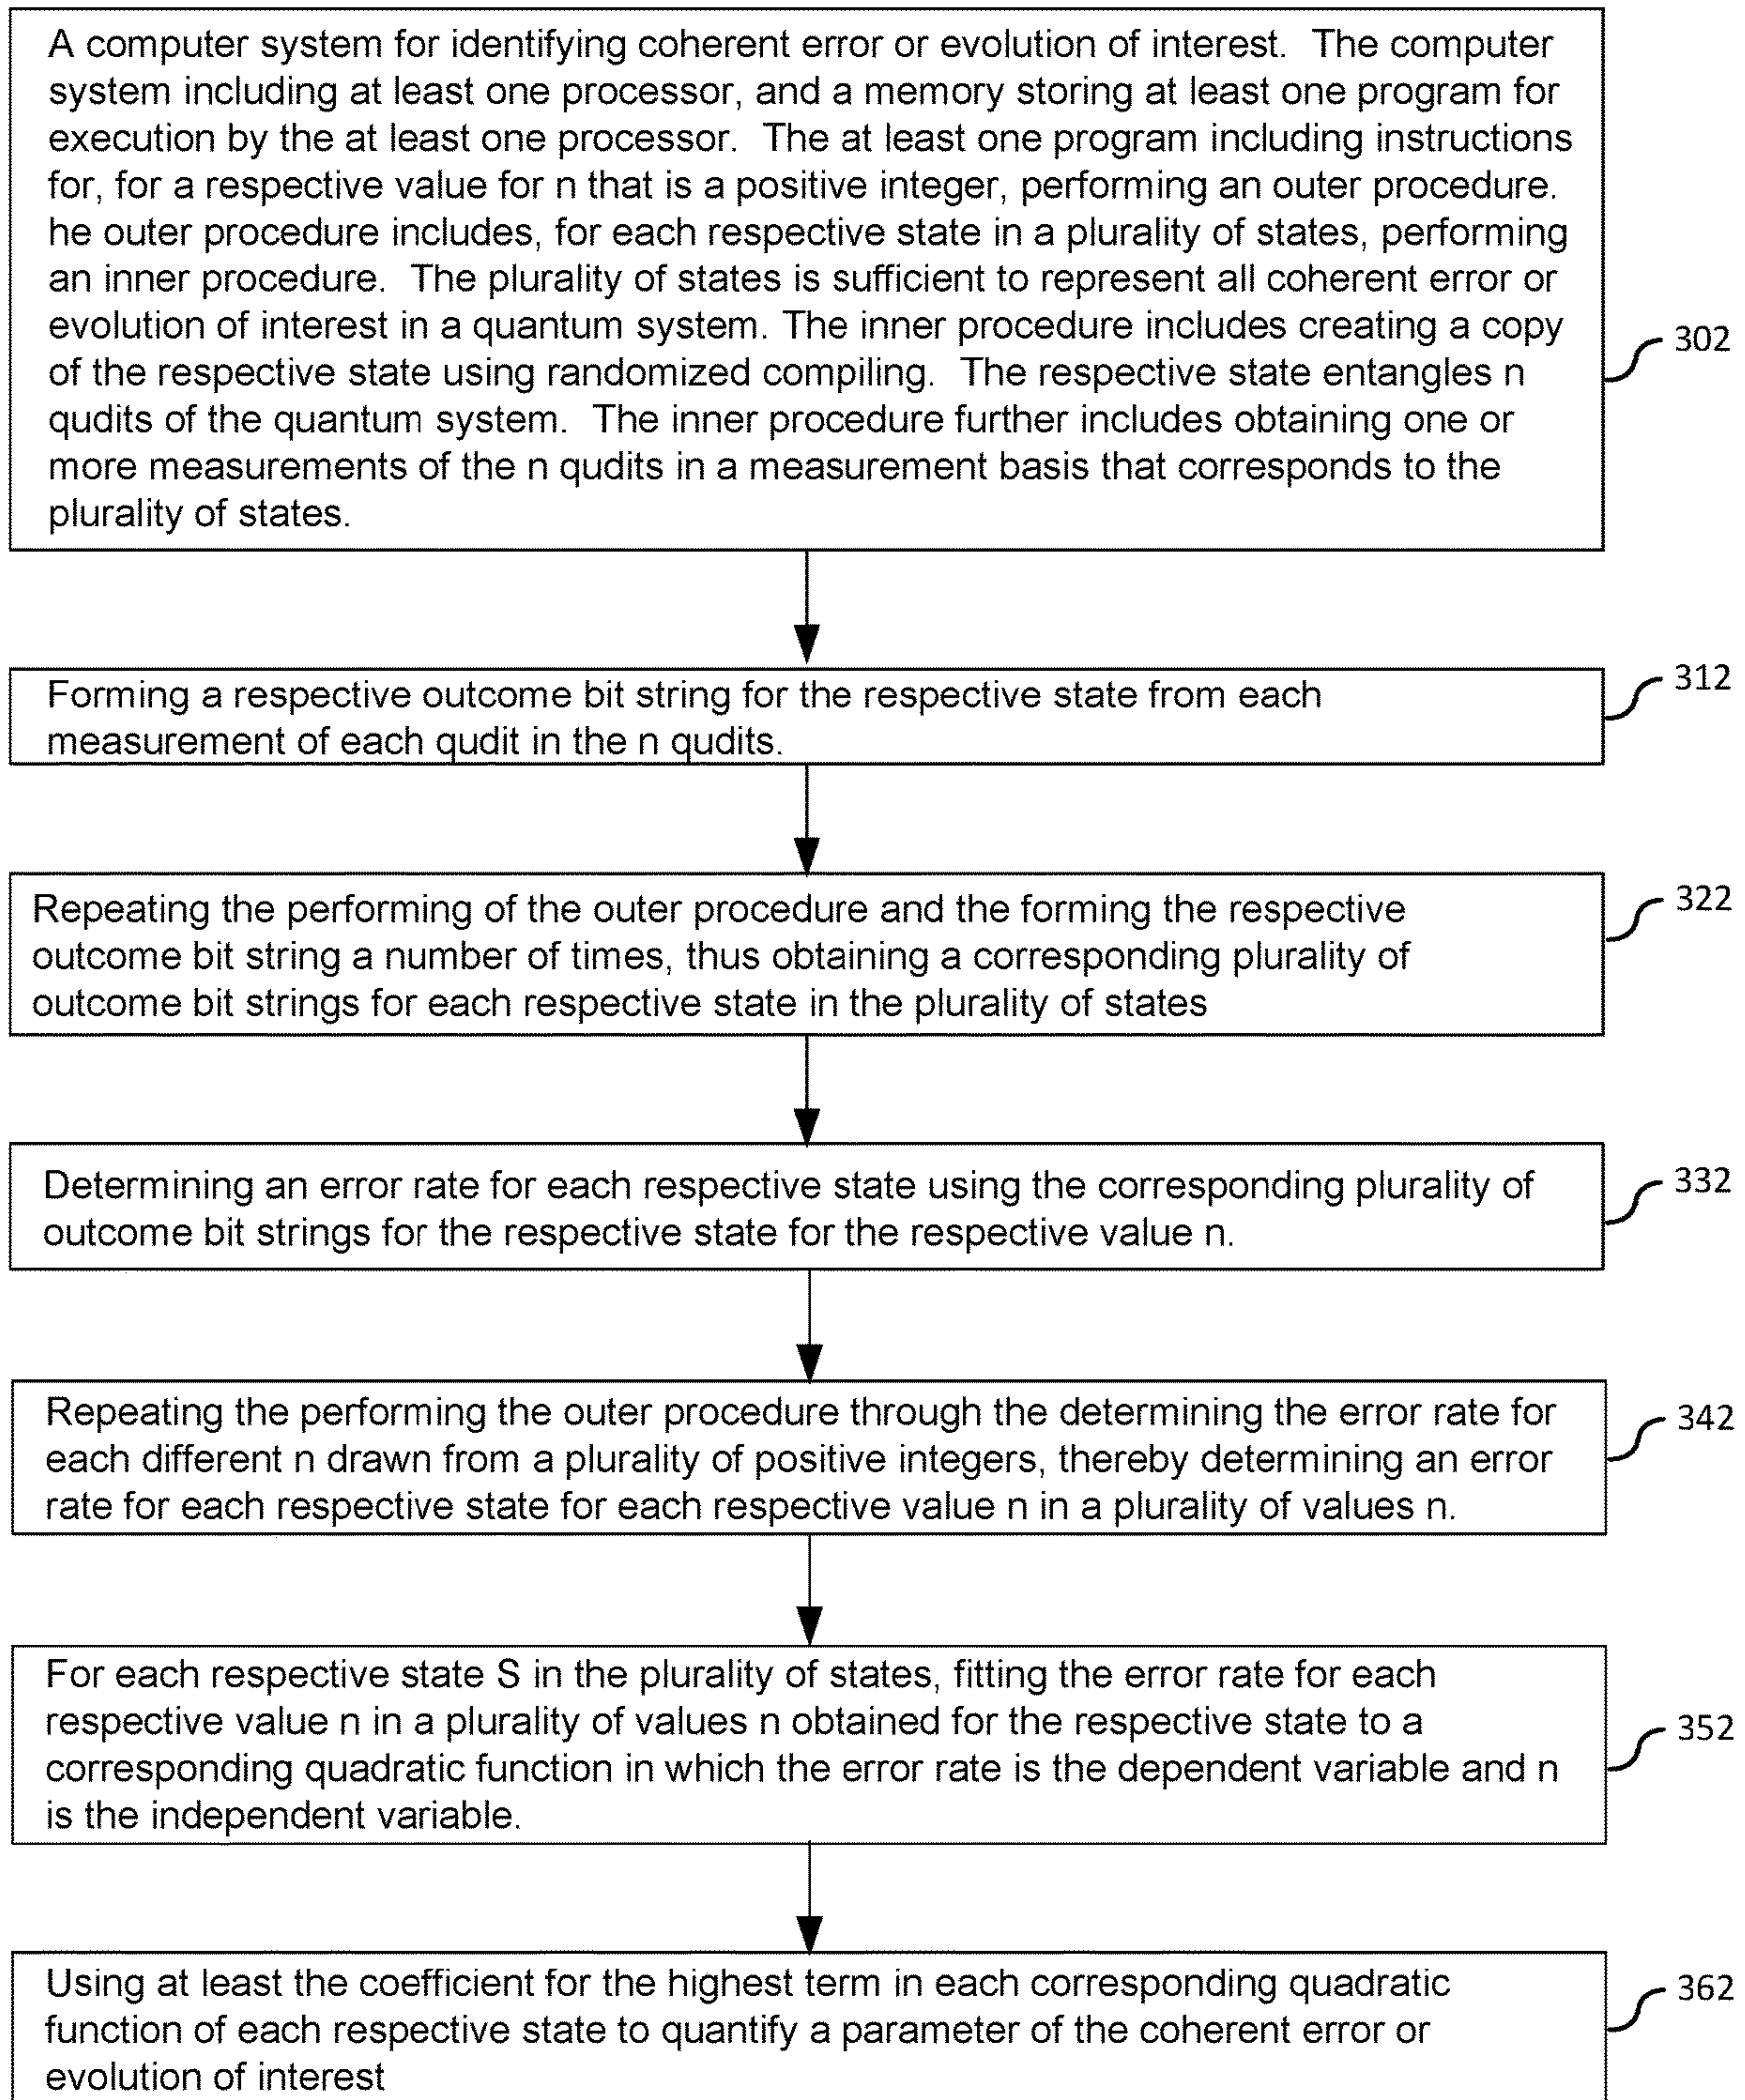 A computer system for identifying coherent error or evolution of interest. The computer
system including at least one processor, and a memory storing at least one program for
execution by the at least one processor. The at least one program including instructions
for, for a respective value for n that is a positive integer, performing an outer procedure.
he outer procedure includes, for each respective state in a plurality of states, performing
an inner procedure. The plurality of states is sufficient to represent all coherent error or
evolution of interest in a quantum system. The inner procedure includes creating a copy
of the respective state using randomized compiling. The respective state entangles n
qudits of the quantum system. The inner procedure further includes obtaining one or
more measurements of the n qudits in a measurement basis that corresponds to the
plurality of states.
302
Forming a respective outcome bit string for the respective state from each
measurement of each qudit in the n qudits.
312
Repeating the performing of the outer procedure and the forming the respective
outcome bit string a number of times, thus obtaining a corresponding plurality of
outcome bit strings for each respective state in the plurality of states
322
Determining an error rate for each respective state using the corresponding plurality of
outcome bit strings for the respective state for the respective value n.
332
Repeating the performing the outer procedure through the determining the error rate for
each different n drawn from a plurality of positive integers, thereby determining an error
rate for each respective state for each respective value n in a plurality of values n.
342
For each respective state S in the plurality of states, fitting the error rate for each
respective value n in a plurality of values n obtained for the respective state to a
corresponding quadratic function in which the error rate is the dependent variable and n
is the independent variable.
352
Using at least the coefficient for the highest term in each corresponding quadratic
function of each respective state to quantify a parameter of the coherent error or
evolution of interest
362